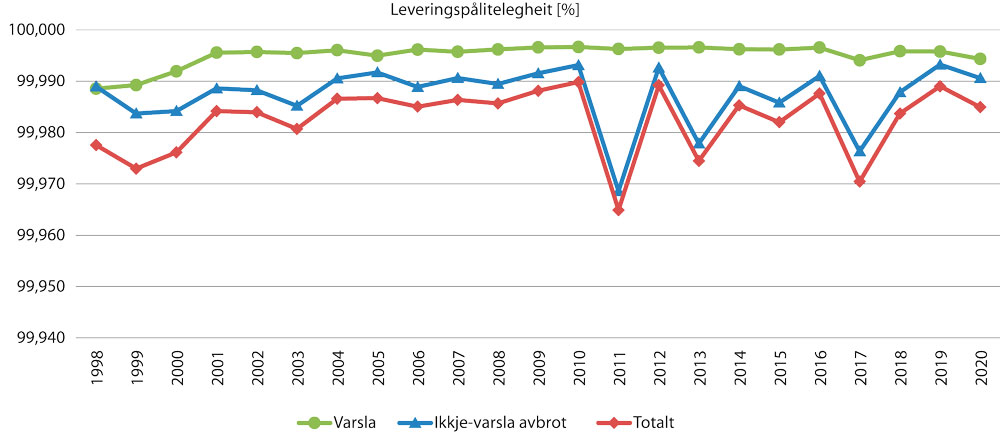 Leveringspålitelegheit [%]
100,000
99,990
99,980
99,970
99,960
99,950
99,940
1998 1999 2000 2001 2002 2003 2004 2005 2006 2007 2008 2009 2010 2011 2012 2013 2014 2015 2016 2017 2018 2019 2020
Varsla Ikkje-varsla avbrot Totalt